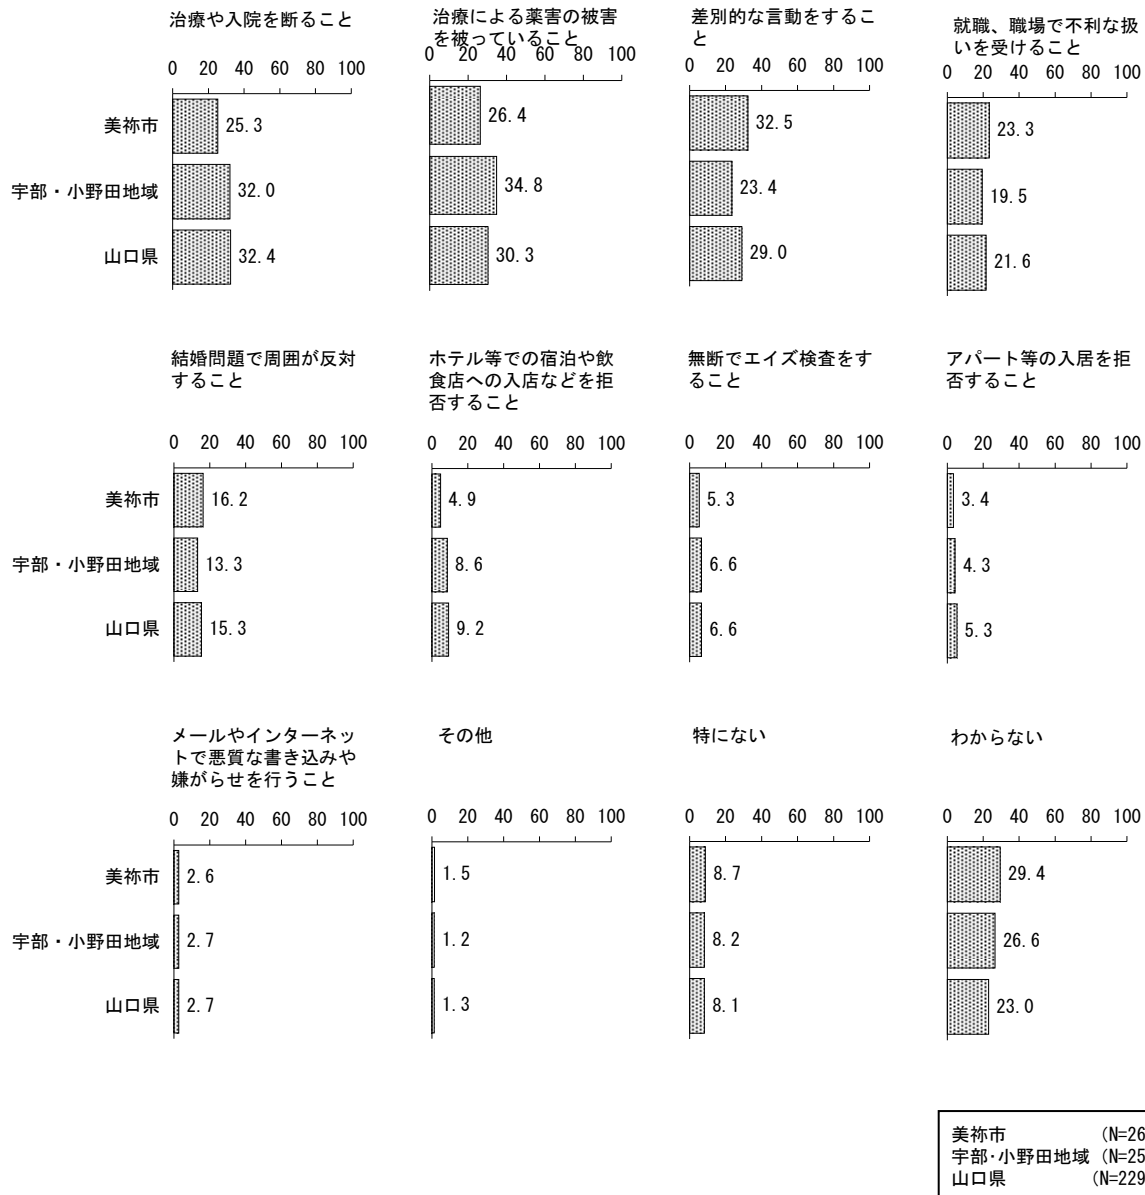 治療や入院を断ること
0 20 40 60 80 100
美祢市 25.3
宇部・小野田地域 32.0
山口県 32.4
治療による薬害の被害
を被っていること
0 20 40 60 80 100
26.4
34.8
30.3
差別的な言動をするこ
と
0 20 40 60 80 100
32.5
23.4
29.0
就職、職場で不利な扱
いを受けること
0 20 40 60 80 100
23.3
19.5
21.6
結婚問題で周囲が反対
すること
0 20 40 60 80 100
美祢市 16.2
宇部・小野田地域 13.3
山口県 15.3
ホテル等での宿泊や飲
食店への入店などを拒
否すること
0 20 40 60 80 100
4.9
8.6
9.2
無断でエイズ検査をす
ること
0 20 40 60 80 100
5.3
6.6
6.6
アパート等の入居を拒
否すること
0 20 40 60 80 100
3.4
4.3
5.3
メールやインターネッ
トで悪質な書き込みや
嫌がらせを行うこと
0 20 40 60 80 100
美祢市 2.6
宇部・小野田地域 2.7
山口県 2.7
その他
0 20 40 60 80 100
1.5
1.2
1.3
特にない
0 20 40 60 80 100
8.7
8.2
8.1
わからない
0 20 40 60 80 100
29.4
26.6
23.0
美祢市 (N=26
宇部・小野田地域 (N=25
山口県 (N=229